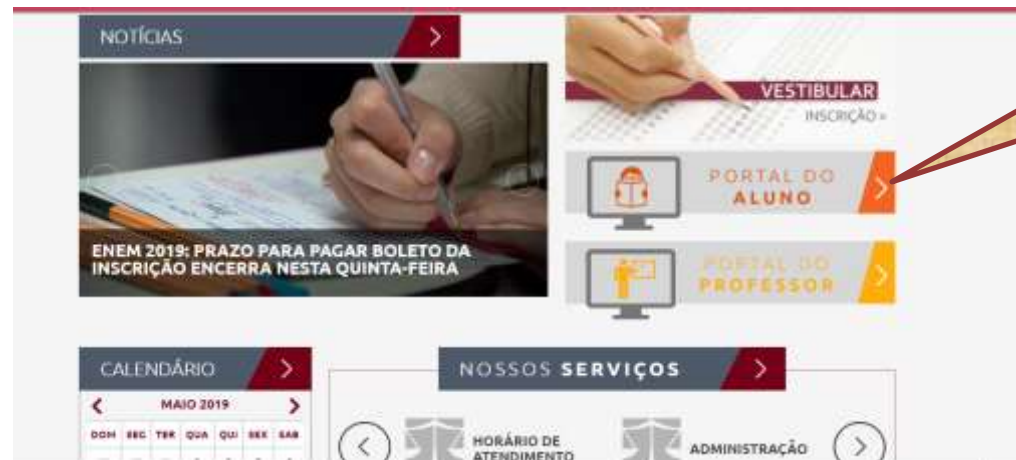 NOTÍCIAS
VESTIBULAR
INSCRIÇÃO »
PORTAL DO
ALUNO
PORTAL DO
PROFESSOR
ENEM 2019: PRAZO PARA PAGAR BOLETO DA
INSCRIÇÃO ENCERRA NESTA QUINTA-FEIRA
CALENDÁRIO
MAIO 2019
DOM SEG TER QUA QUI SEX SAB
NOSSOS SERVIÇOS
HORÁRIO DE
ATENDIMENTO
ADMINISTRAÇÃO